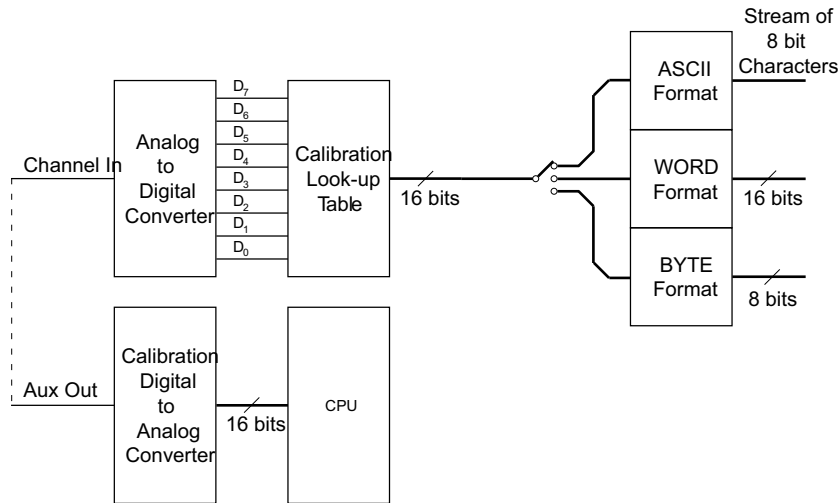 Stream of
8 bit
Characters
ASCII
Format
D7
D6
D5
D4
D3
D2
D1
D0
Analog
to
Digital
Converter
Calibration
Look-up
Table
Channel In
WORD
Format
16 bits
16 bits
BYTE
Format
8 bits
Calibration
Digital
to
Analog
Converter
Aux Out
CPU
16 bits